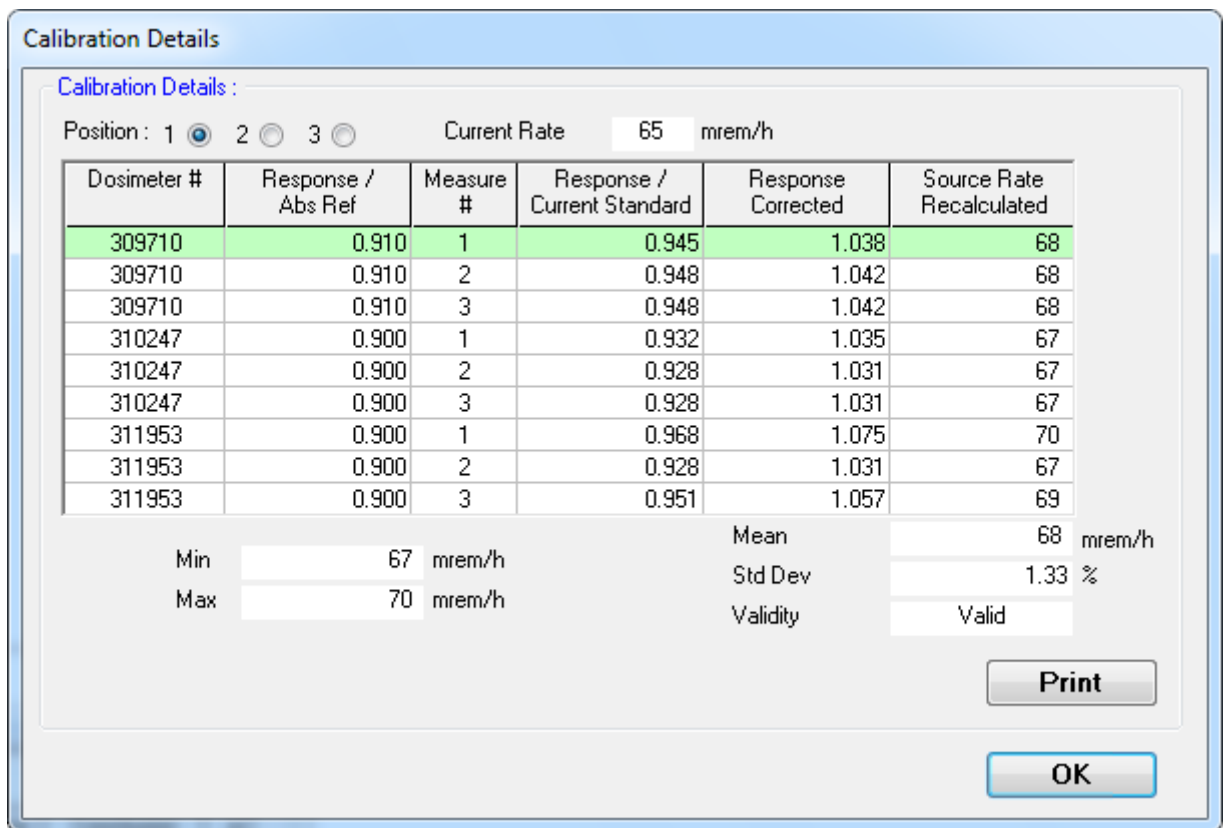 Calibration Details
Calibration Details :
Position : 1 2 3 Current Rate 65 mrem/h
Dosimeter # Response / Abs Ref Measure # Response / Current Standard Response Corrected Source Rate Recalculated
309710 0.910 1 0.945 1.038 68
309710 0.910 2 0.948 1.042 68
309710 0.910 3 0.948 1.042 68
310247 0.900 1 0.932 1.035 67
310247 0.900 2 0.928 1.031 67
310247 0.900 3 0.928 1.031 67
311953 0.900 1 0.968 1.075 70
311953 0.900 2 0.928 1.031 67
311953 0.900 3 0.951 1.057 69
Min 67 mrem/h
Max 70 mrem/h
Mean 68 mrem/h
Std Dev 1.33 %
Validity Valid
Print
OK